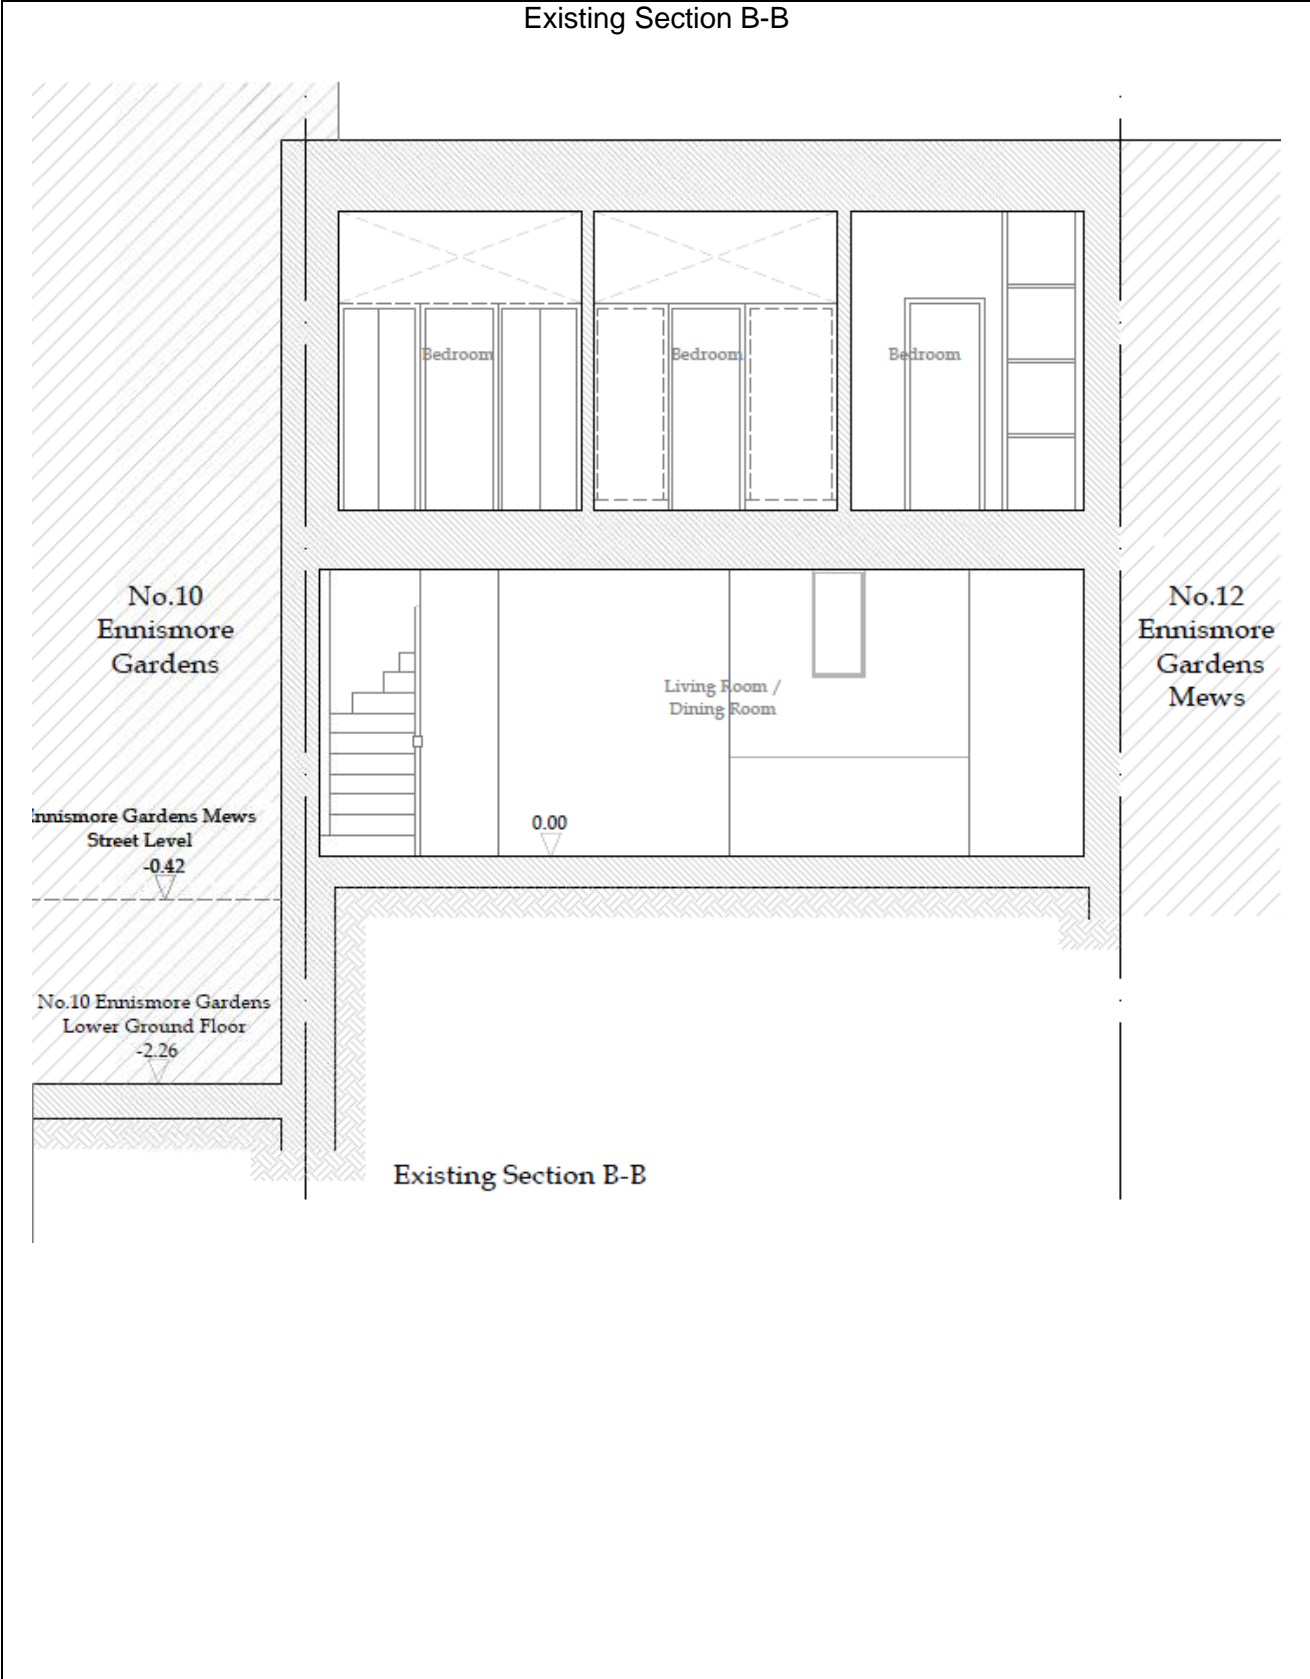 Existing Section B-B
Bedroom
Bedroom
Bedroom
No.10
Ennismore
Gardens
No.12
Ennismore
Gardens
Mews
Living Room /
Dining Room
0.00
nnismore Gardens Mews
Street Level
-0.42
No.10 Ennismore Gardens
Lower Ground Floor
-2.26
Existing Section B-B